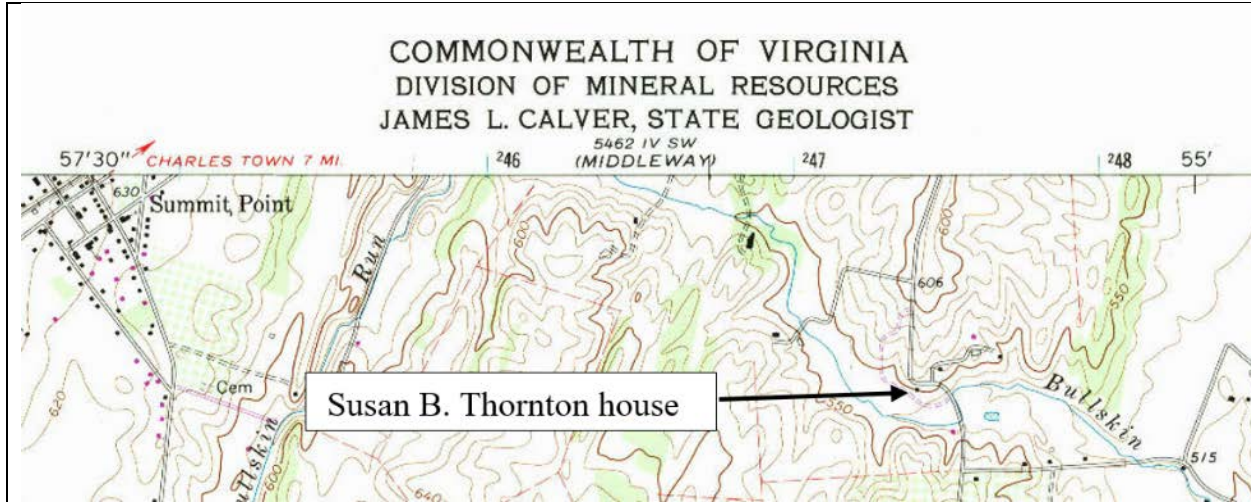 COMMONWEALTH OF VIRGINIA
DIVISION OF MINERAL RESOURCES
JAMES L. CALVER, STATE GEOLOGIST
5462 IV SW
(MIDDLEWAY)
57'30" CHARLES TOWN 7 MI. 246 247 248 55'
630
Summit Point
Run
600
600
606
550
Cem
620
Susan B. Thornton house
550
Bullskin
ullskin
600
640
515